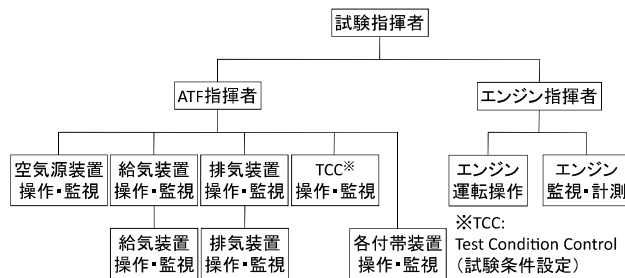 試験指揮者
ATF指揮者
エンジン指揮者
空気源装置
操作・監視
給気装置
操作・監視
排気装置
操作・監視
TCC※
操作・監視
エンジン
運転操作
エンジン
監視・計測
給気装置
操作・監視
排気装置
操作・監視
各付帯装置
操作・監視
※TCC:
Test Condition Control
（試験条件設定）